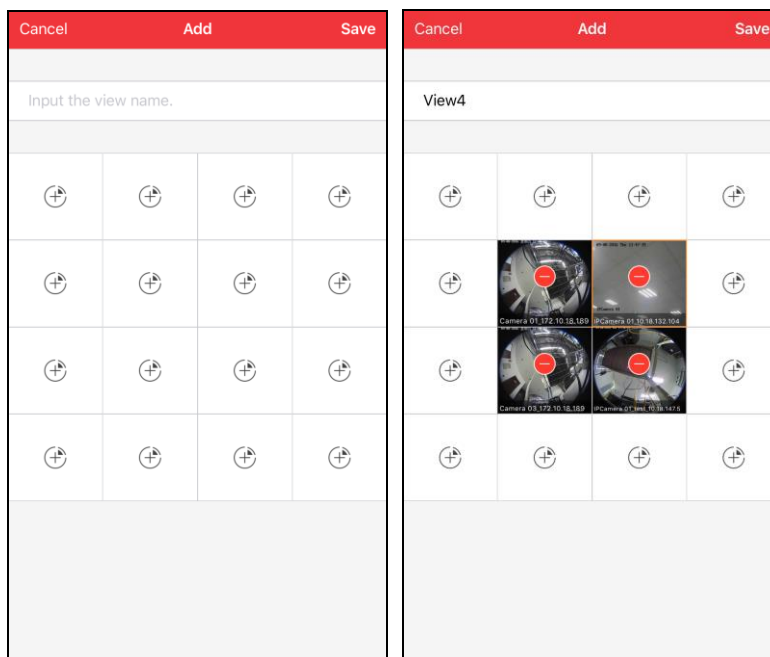 Cancel Add Save
Input the view name.
Cancel Add Save
View4
Camera 01_172.10.18.189
IPCamera 01_10.18.132.104
Camera 03_172.10.18.189
IPCamera 01_test_10.18.147.5